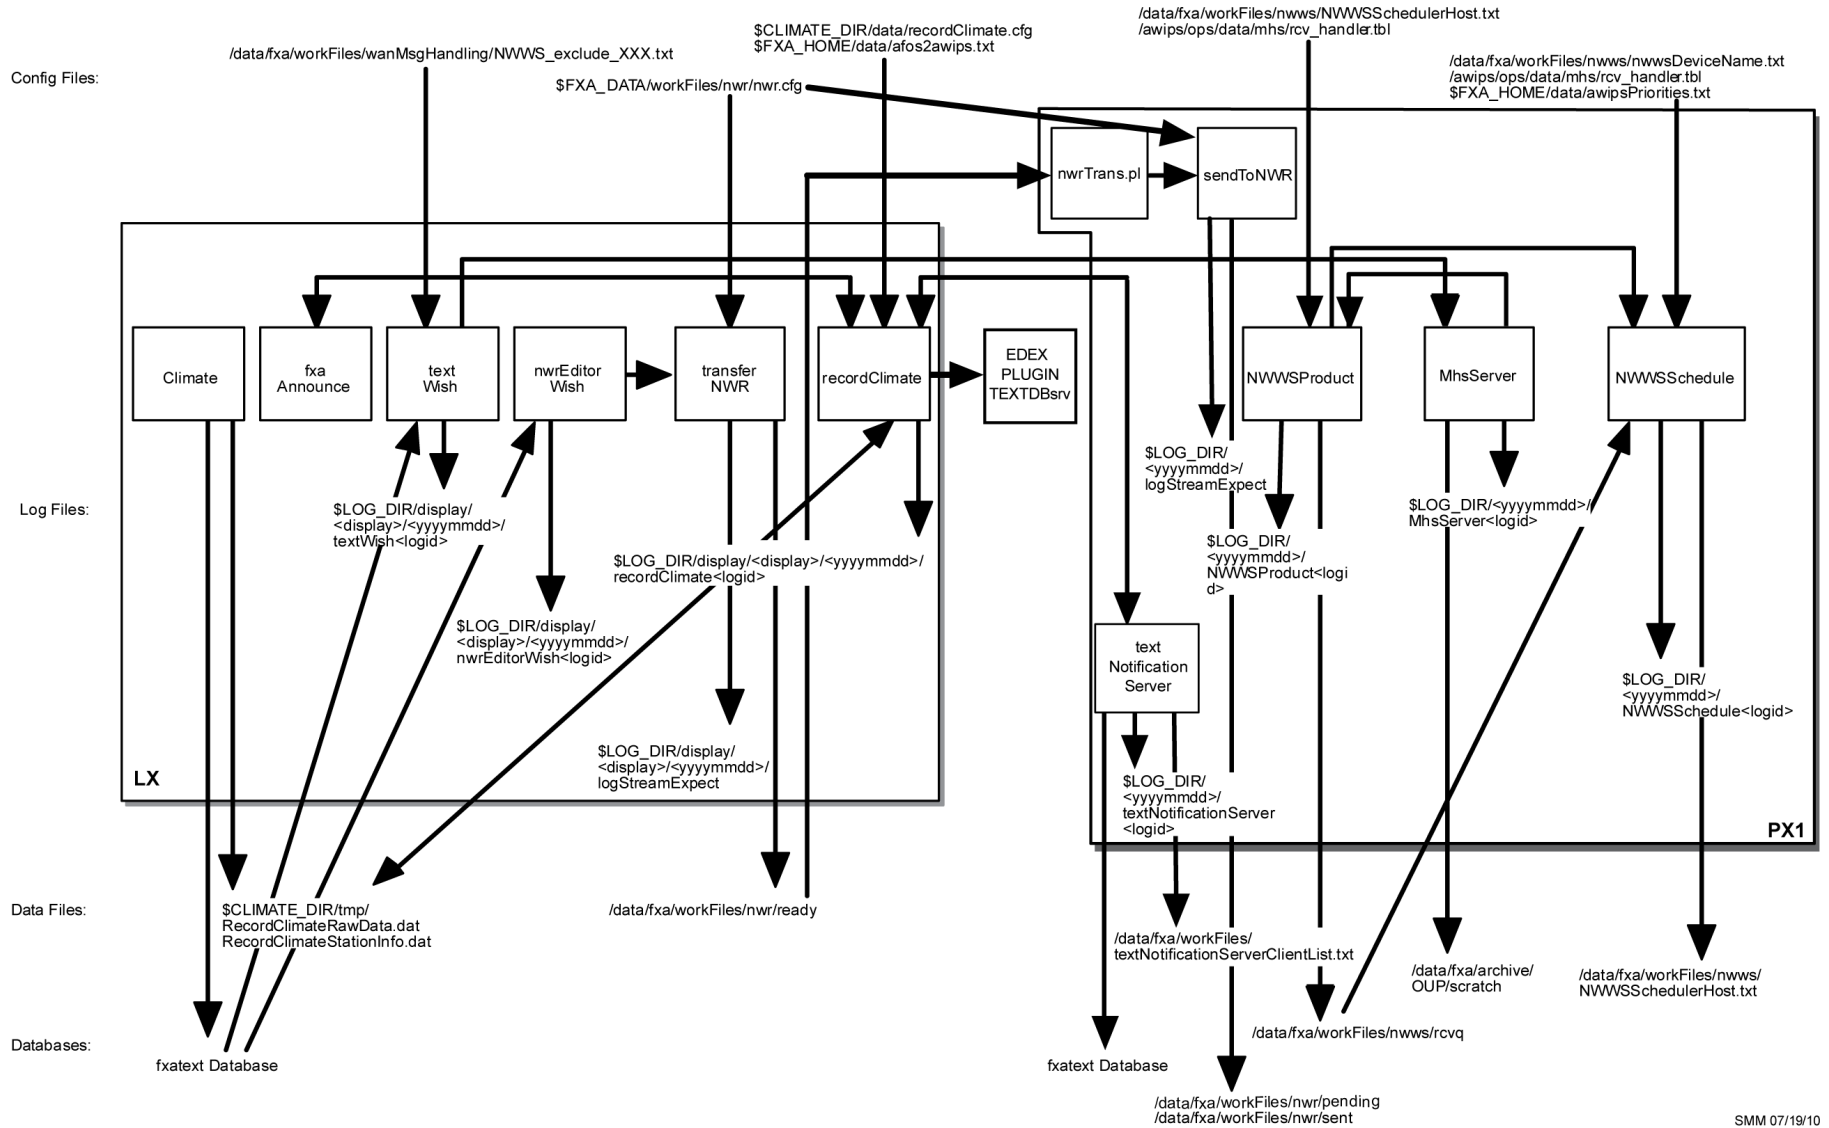 /data/fxa/workFiles/nwws/NWWSSchedulerHost.txt
/awips/ops/data/mhs/rcv_handler.tbl
$CLIMATE_DIR/data/recordClimate.cfg
$FXA_HOME/data/afos2awips.txt
/data/fxa/workFiles/wanMsgHandling/NWWS_exclude_XXX.txt
/data/fxa/workFiles/nwws/nwwsDeviceName.txt
/awips/ops/data/mhs/rcv_handler.tbl
$FXA_HOME/data/awipsPriorities.txt
Config Files:
$FXA_DATA/workFiles/nwr/nwr.cfg
nwrTrans.pl
sendToNWR
Climate
fxa
Announce
text
Wish
nwrEditor
Wish
transfer
NWR
recordClimate
EDEX
PLUGIN
TEXTDBsrv
NWWSProduct
MhsServer
NWWSSchedule
Log Files:
$LOG_DIR/display/
<display>/<yyyymmdd>/
textWish<logid>
$LOG_DIR/display/<display>/<yyyymmdd>/
recordClimate<logid>
$LOG_DIR/
<yyyymmdd>/
logStreamExpect
$LOG_DIR/
<yyyymmdd>/
NWWSProduct<logi
d>
$LOG_DIR/<yyyymmdd>/
MhsServer<logid>
$LOG_DIR/display/
<display>/<yyyymmdd>/
nwrEditorWish<logid>
text
Notification
Server
$LOG_DIR/
<yyyymmdd>/
NWWSSchedule<logid>
$LOG_DIR/display/
<display>/<yyyymmdd>/
logStreamExpect
$LOG_DIR/
<yyyymmdd>/
textNotificationServer
<logid>
LX
PX1
Data Files:
$CLIMATE_DIR/tmp/
RecordClimateRawData.dat
RecordClimateStationInfo.dat
/data/fxa/workFiles/nwr/ready
/data/fxa/workFiles/
textNotificationServerClientList.txt
/data/fxa/archive/
OUP/scratch
/data/fxa/workFiles/nwws/
NWWSSchedulerHost.txt
/data/fxa/workFiles/nwws/rcvq
Databases:
fxatext Database
fxatext Database
/data/fxa/workFiles/nwr/pending
/data/fxa/workFiles/nwr/sent
SMM 07/19/10